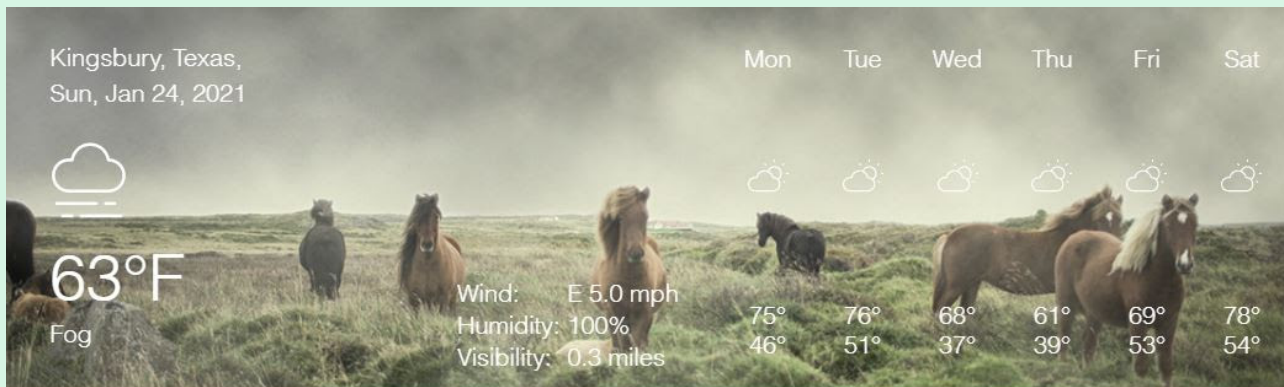 Kingsbury, Texas,
Sun, Jan 24, 2021
63°F
Fog
Wind: E 5.0 mph
Humidity: 100%
Visibility: 0.3 miles
Mon Tue Wed Thu Fri Sat
75° 76° 68° 61° 69° 78°
46° 51° 37° 39° 53° 54°